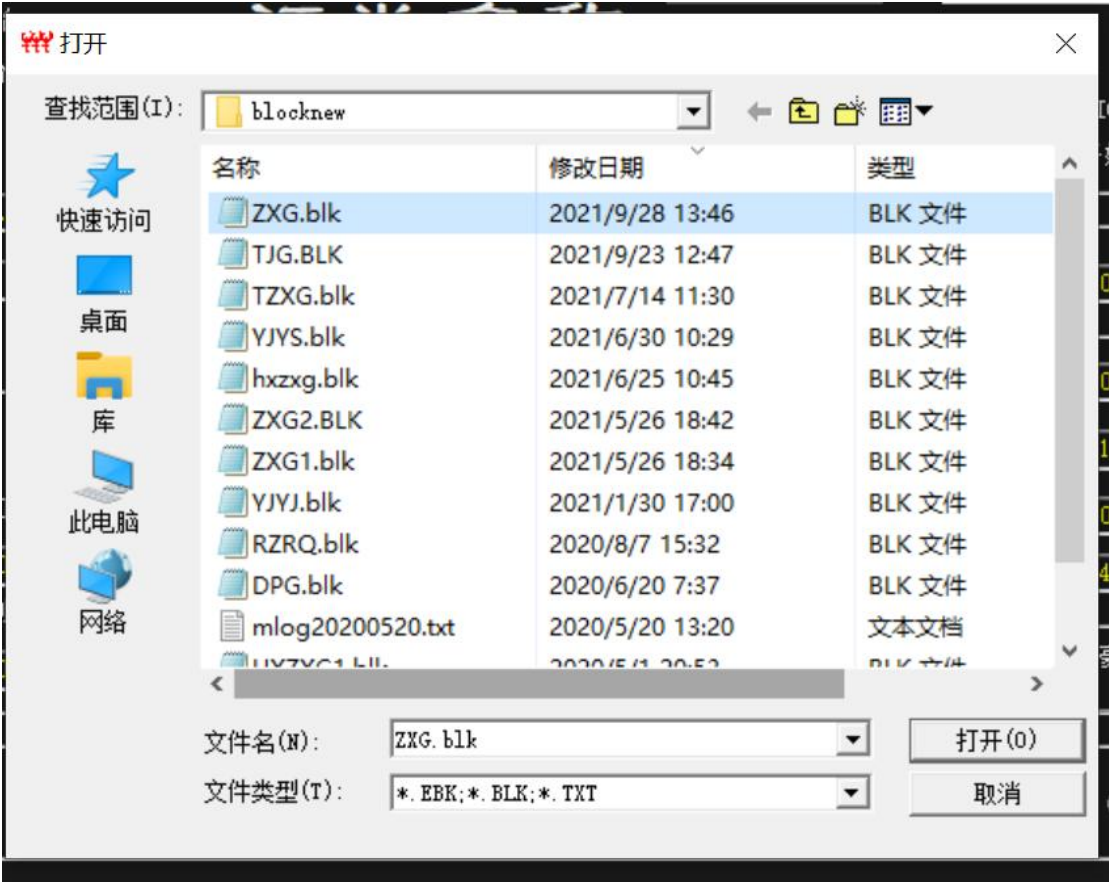 打开
查找范围(I):
blocknew
快速访问
桌面
库
此电脑
网络
名称 修改日期 类型
ZXG.blk 2021/9/28 13:46 BLK 文件
TJG.BLK 2021/9/23 12:47 BLK 文件
TZXG.blk 2021/7/14 11:30 BLK 文件
YJYS.blk 2021/6/30 10:29 BLK 文件
hxzxg.blk 2021/6/25 10:45 BLK 文件
ZXG2.BLK 2021/5/26 18:42 BLK 文件
ZXG1.blk 2021/5/26 18:34 BLK 文件
YJYJ.blk 2021/1/30 17:00 BLK 文件
RZRQ.blk 2020/8/7 15:32 BLK 文件
DPG.blk 2020/6/20 7:37 BLK 文件
mlog20200520.txt 2020/5/20 13:20 文本文档
文件名(N): ZXG.blk 打开(O)
文件类型(T): *.EBK;*.BLK;*.TXT 取消